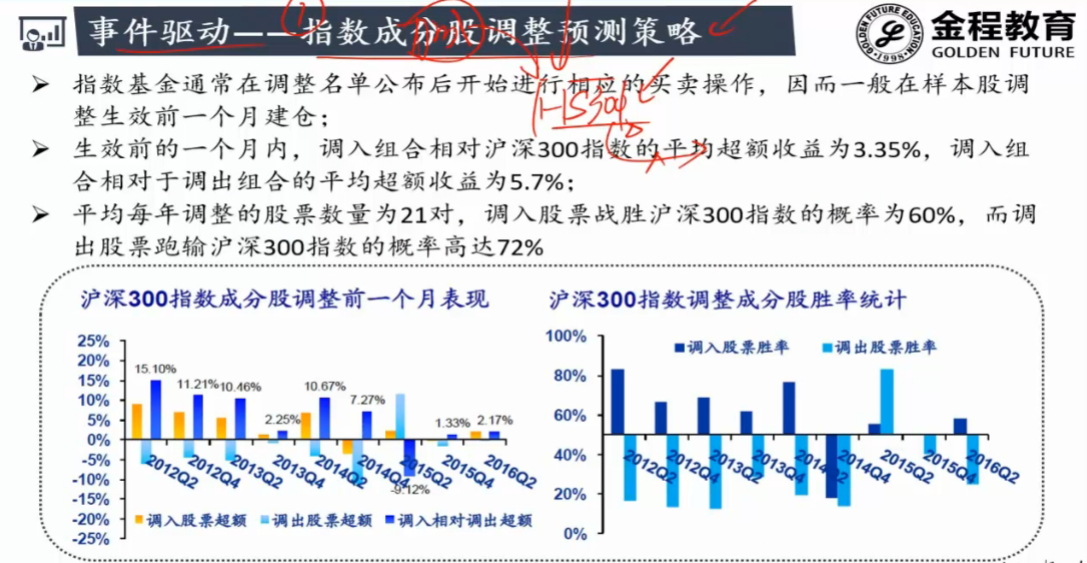 事件驱动——指数成分股调整预测策略
金程教育
GOLDEN FUTURE
GOLDEN FUTURE EDUCATION
·1998·
指数基金通常在调整名单公布后开始进行相应的买卖操作，因而一般在样本股调
整生效前一个月建仓；
HS300
生效前的一个月内，调入组合相对沪深300指数的平均超额收益为3.35%，调入组
合相对于调出组合的平均超额收益为5.7%；
平均每年调整的股票数量为21对，调入股票战胜沪深300指数的概率为60%，而调
出股票跑输沪深300指数的概率高达72%
沪深300指数成分股调整前一个月表现
25%
20%
15%
10%
5%
0%
-5%
-10%
-15%
-20%
-25%
15.10%
11.21%
10.46%
2.25%
10.67%
7.27%
-9.12%
1.33%
2.17%
2012Q2
2012Q4
2013Q2
2013Q4
2014Q2
2014Q4
2015Q2
2015Q4
2016Q2
调入股票超额
调出股票超额
调入相对调出超额
沪深300指数调整成分股胜率统计
100%
80%
60%
40%
20%
0%
调入股票胜率
调出股票胜率
2012Q2
2012Q4
2013Q2
2013Q4
2014Q2
2014Q4
2015Q2
2015Q4
2016Q2